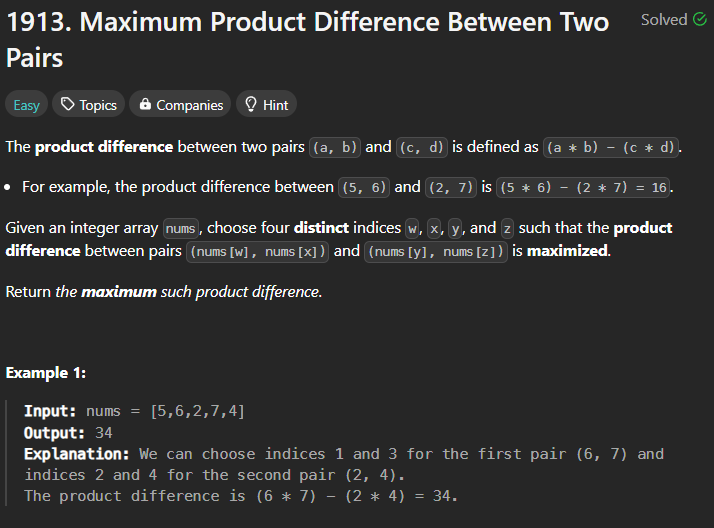 1913. Maximum Product Difference Between Two Solved
Pairs
Easy Topics Companies Hint
The product difference between two pairs (a, b) and (c, d) is defined as (a * b) - (c * d).
• For example, the product difference between (5, 6) and (2, 7) is (5 * 6) - (2 * 7) = 16.
Given an integer array nums, choose four distinct indices w, x, y, and z such that the product
difference between pairs (nums[w], nums[x]) and (nums[y], nums[z]) is maximized.
Return the maximum such product difference.
Example 1:
Input: nums = [5,6,2,7,4]
Output: 34
Explanation: We can choose indices 1 and 3 for the first pair (6, 7) and
indices 2 and 4 for the second pair (2, 4).
The product difference is (6 * 7) - (2 * 4) = 34.